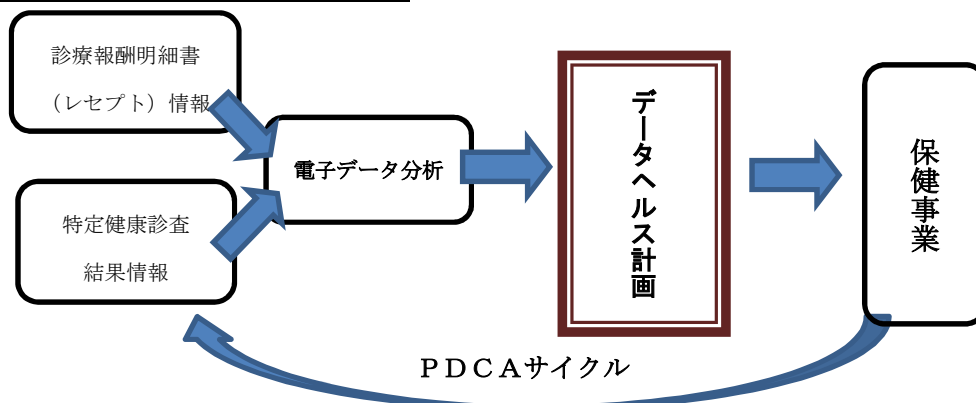 診療報酬明細書
（レセプト）情報
特定健康診査
結果情報
電子データ分析
データヘルス計画
保健事業
ＰＤＣＡサイクル